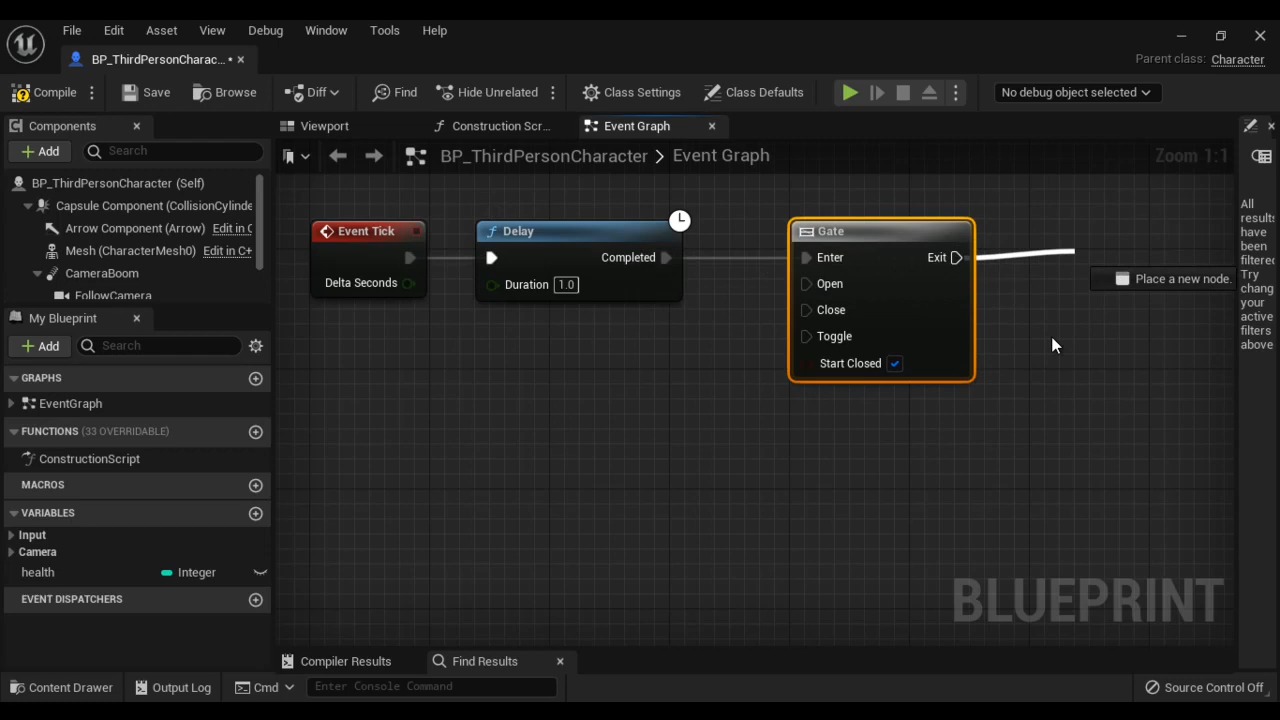 File Edit Asset View Debug Window Tools Help
BP_ThirdPersonCharac... •
Parent class: Character
Compile Save Browse Diff Find Hide Unrelated Class Settings Class Defaults No debug object selected
Components Viewport Construction Scr... Event Graph
+ Add Search
BP_ThirdPersonCharacter > Event Graph Zoom 1:1
BP_ThirdPersonCharacter (Self)
Capsule Component (CollisionCylinde
Arrow Component (Arrow) Edit in C
Mesh (CharacterMesh0) Edit in C+
CameraBoom
FollowCamera
My Blueprint
+ Add Search
GRAPHS
EventGraph
FUNCTIONS (33 OVERRIDABLE)
ConstructionScript
MACROS
VARIABLES
Input
Camera
health Integer
EVENT DISPATCHERS
Event Tick
Delta Seconds
Delay
Completed
Duration 1.0
Gate
Enter Exit
Open
Close
Toggle
Start Closed
Place a new node.
All
results
have
been
filtered
Try
chang
your
active
filters
above
BLUEPRINT
Compiler Results Find Results
Content Drawer Output Log Cmd Enter Console Command Source Control Off